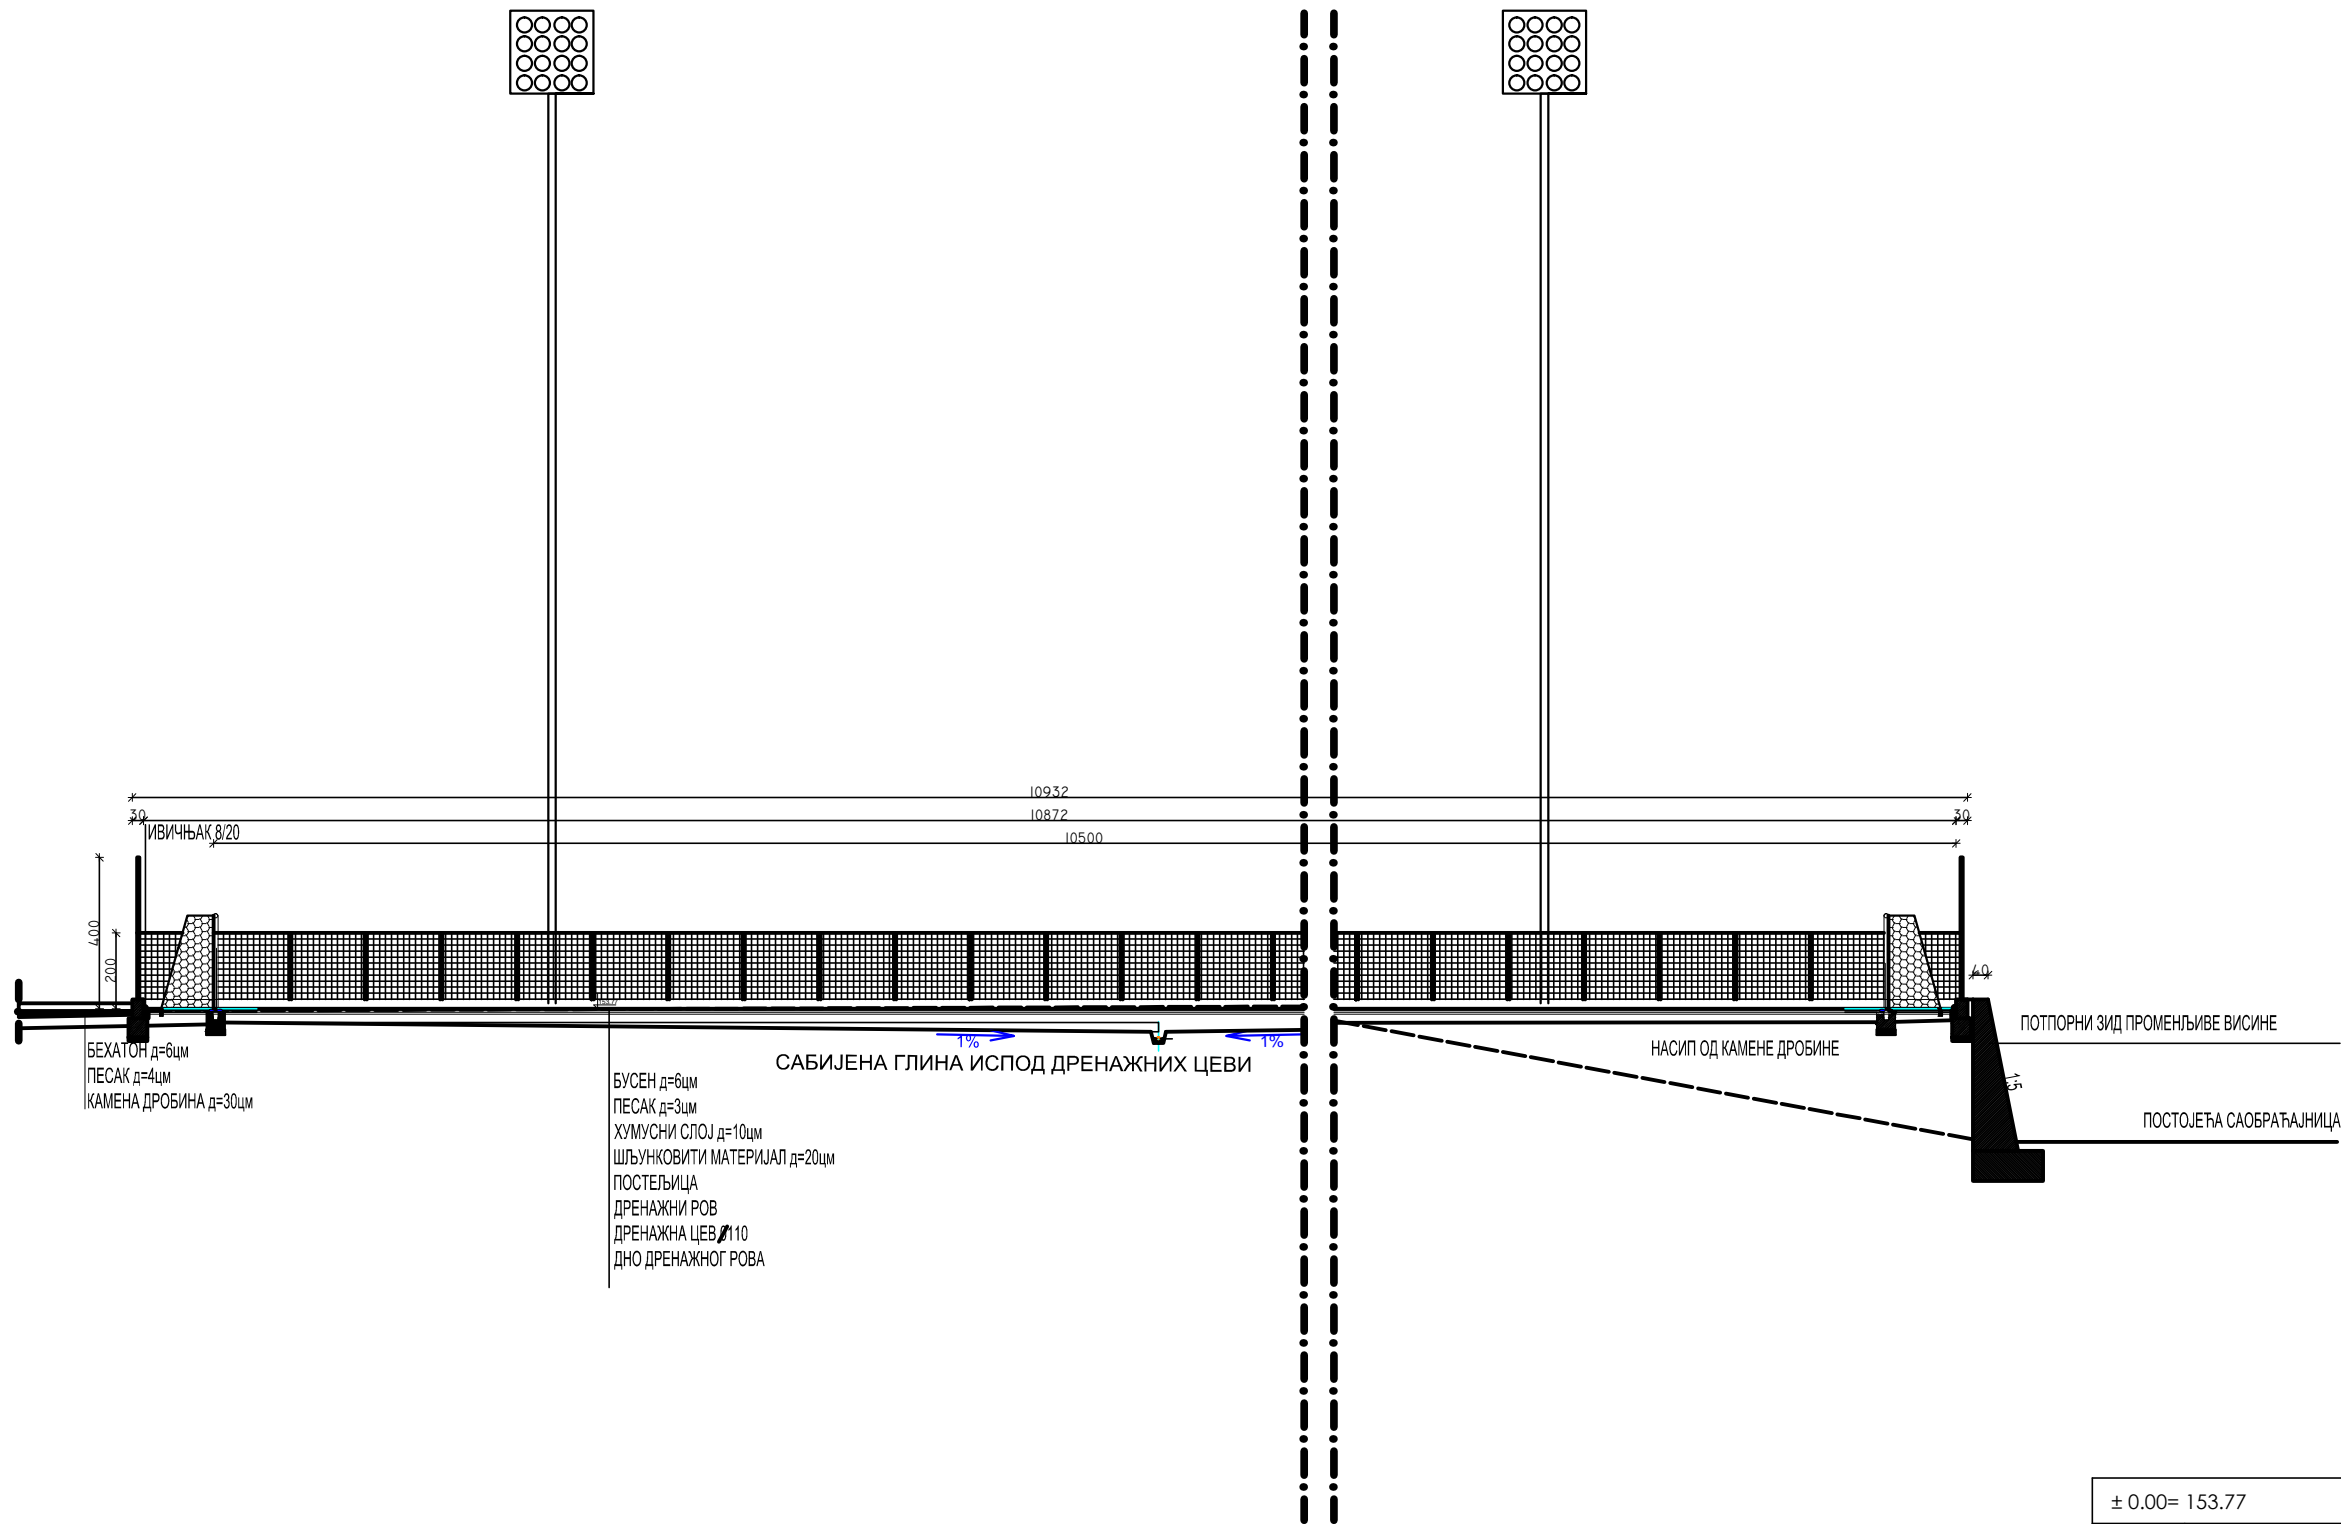 10932
30
10872
30
ИВИЧЊАК 8/20
10500
400
200
153.77
40
1% 1%
САБИЈЕНА ГЛИНА ИСПОД ДРЕНАЖНИХ ЦЕВИ
БЕХАТОН д=6цм
ПЕСАК д=4цм
КАМЕНА ДРОБИНА д=30цм
БУСЕН д=6цм
ПЕСАК д=3цм
ХУМУСНИ СЛОЈ д=10цм
ШЉУНКОВИТИ МАТЕРИЈАЛ д=20цм
ПОСТЕЉИЦА
ДРЕНАЖНИ РОВ
ДРЕНАЖНА ЦЕВ Ø110
ДНО ДРЕНАЖНОГ РОВА
НАСИП ОД КАМЕНЕ ДРОБИНЕ
ПОТПОРНИ ЗИД ПРОМЕНЉИВЕ ВИСИНЕ
1:5
ПОСТОЈЕЋА САОБРАЋАЈНИЦА
± 0.00= 153.77